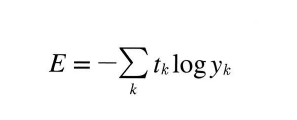 E = −∑ₖ tₖ log yₖ